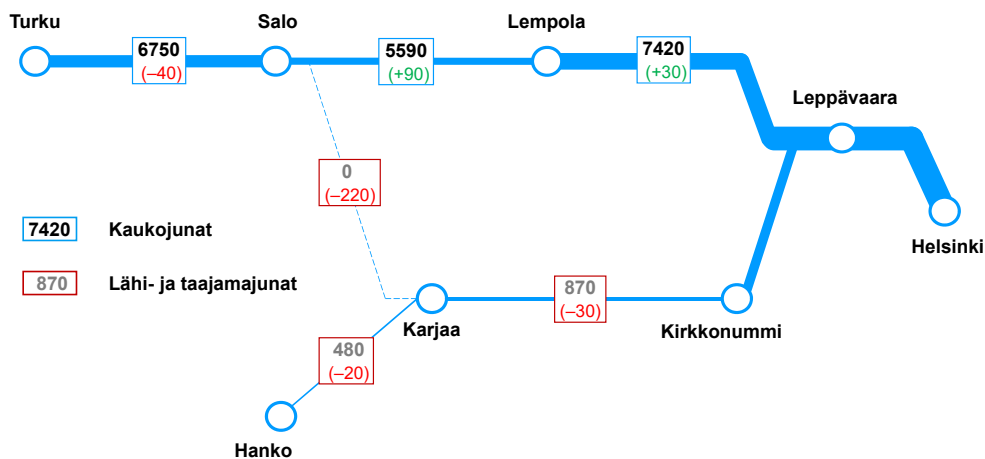 Turku
Salo
Lempola
6750
(–40)
5590
(+90)
7420
(+30)
Leppävaara
0
(–220)
7420
Kaukojunat
Helsinki
870
Lähi- ja taajamajunat
870
(–30)
Karjaa
Kirkkonummi
480
(–20)
Hanko